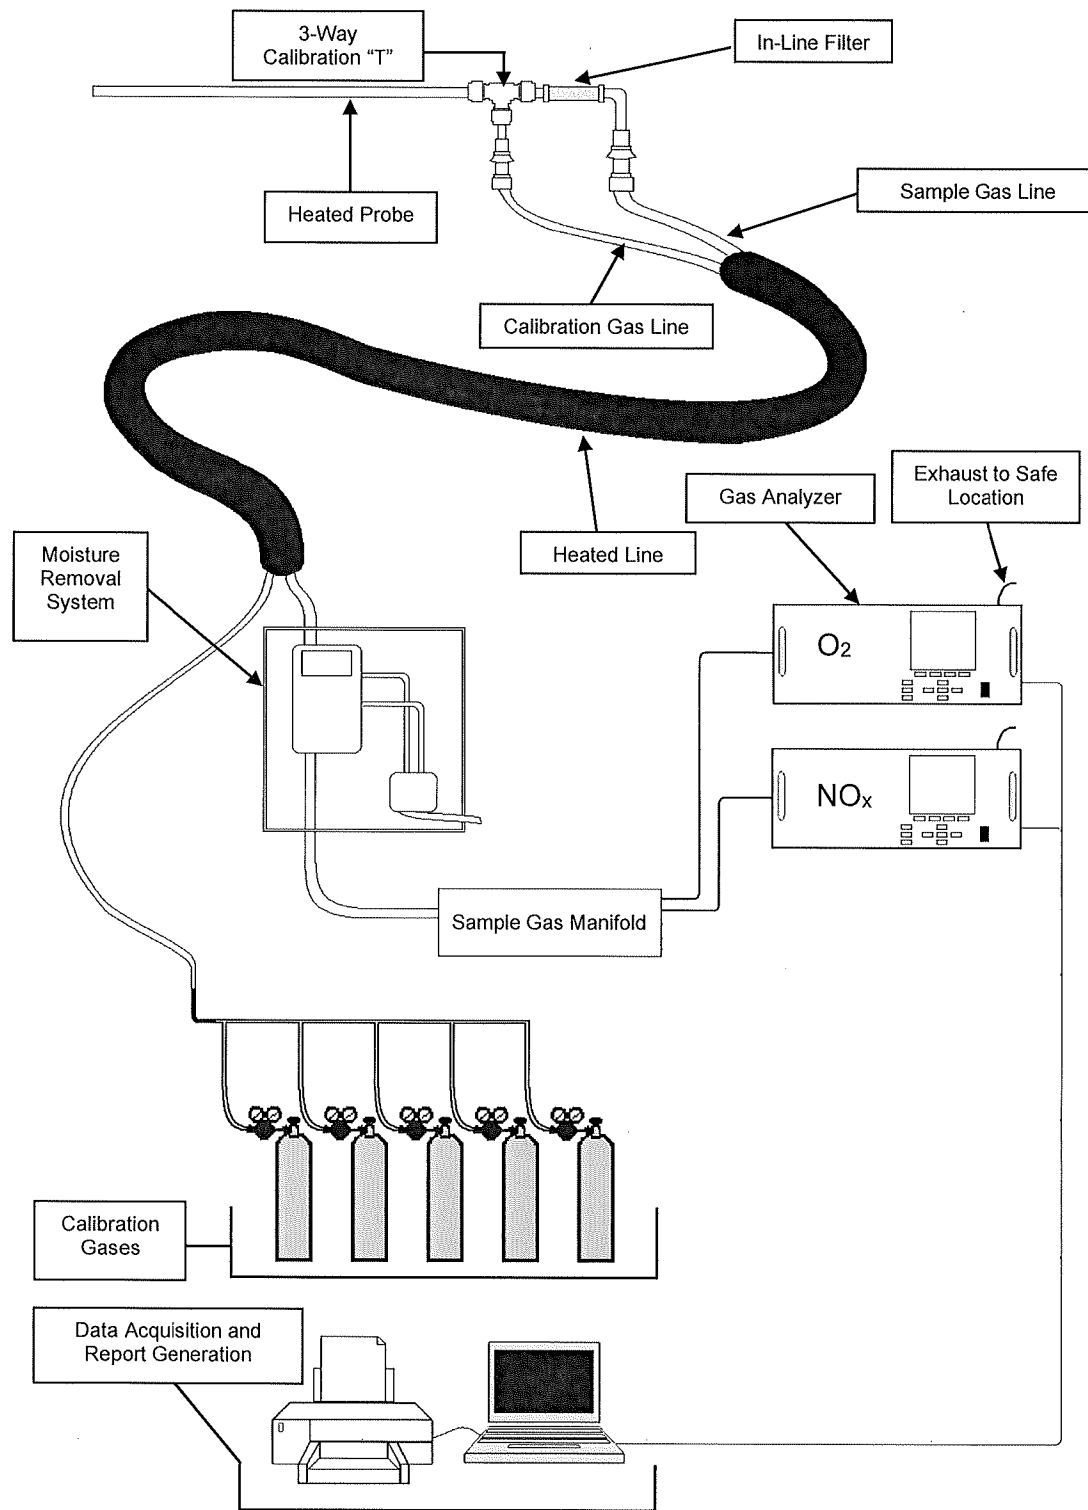 3-Way
Calibration “T”
In-Line Filter
Heated Probe
Sample Gas Line
Calibration Gas Line
Heated Line
Gas Analyzer
Exhaust to Safe
Location
Moisture
Removal
System
O₂
NOₓ
Sample Gas Manifold
Calibration
Gases
Data Acquisition and
Report Generation